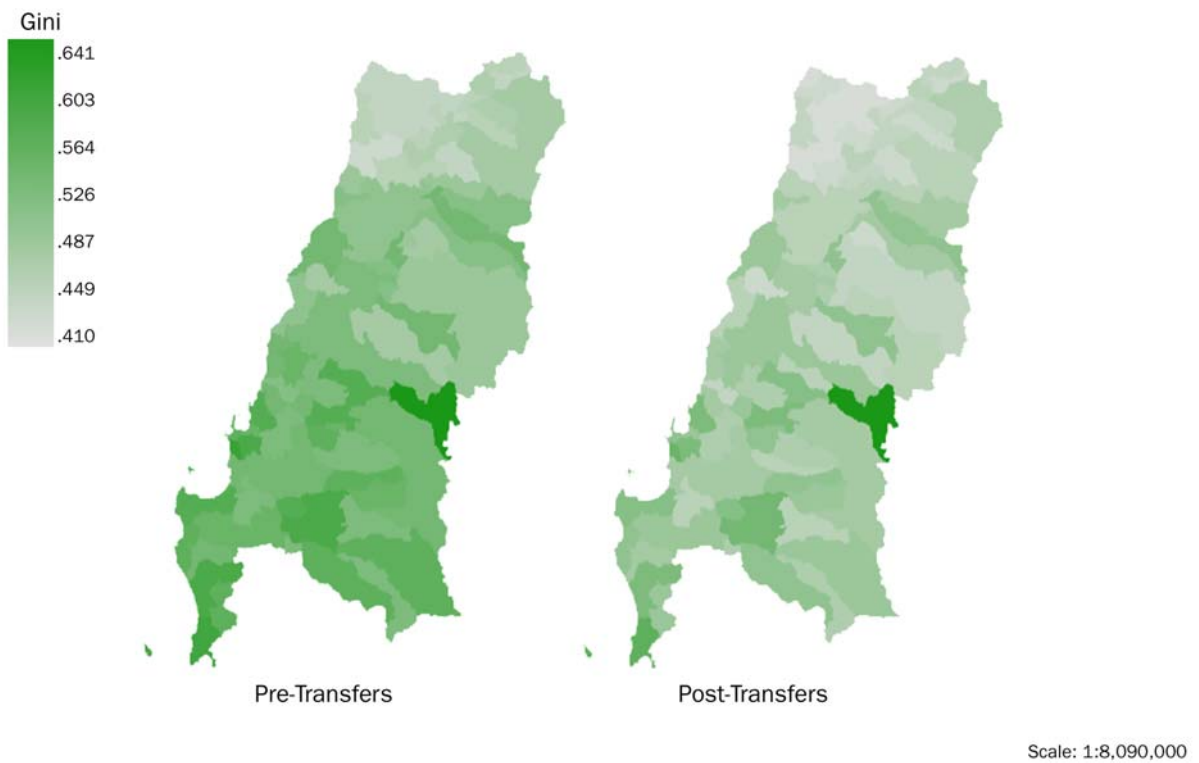 Gini
.641
.603
.564
.526
.487
.449
.410
Pre-Transfers
Post-Transfers
Scale: 1:8,090,000